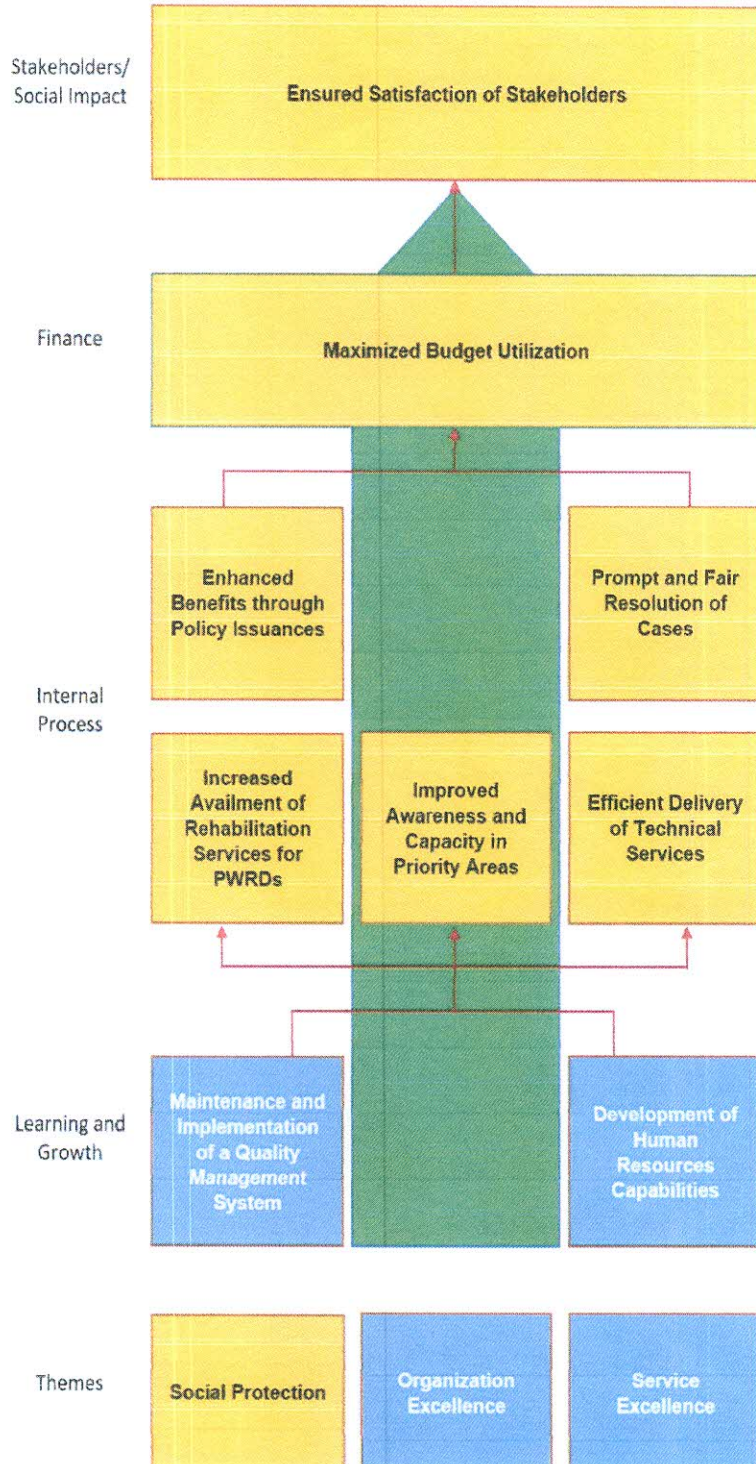 Stakeholders/
Social Impact
Ensured Satisfaction of Stakeholders
Finance
Maximized Budget Utilization
Enhanced
Benefits through
Policy Issuances
Prompt and Fair
Resolution of
Cases
Internal
Process
Increased
Availment of
Rehabilitation
Services for
PWRDs
Improved
Awareness and
Capacity in
Priority Areas
Efficient Delivery
of Technical
Services
Learning and
Growth
Maintenance and
Implementation
of a Quality
Management
System
Development of
Human
Resources
Capabilities
Themes
Social Protection
Organization
Excellence
Service
Excellence